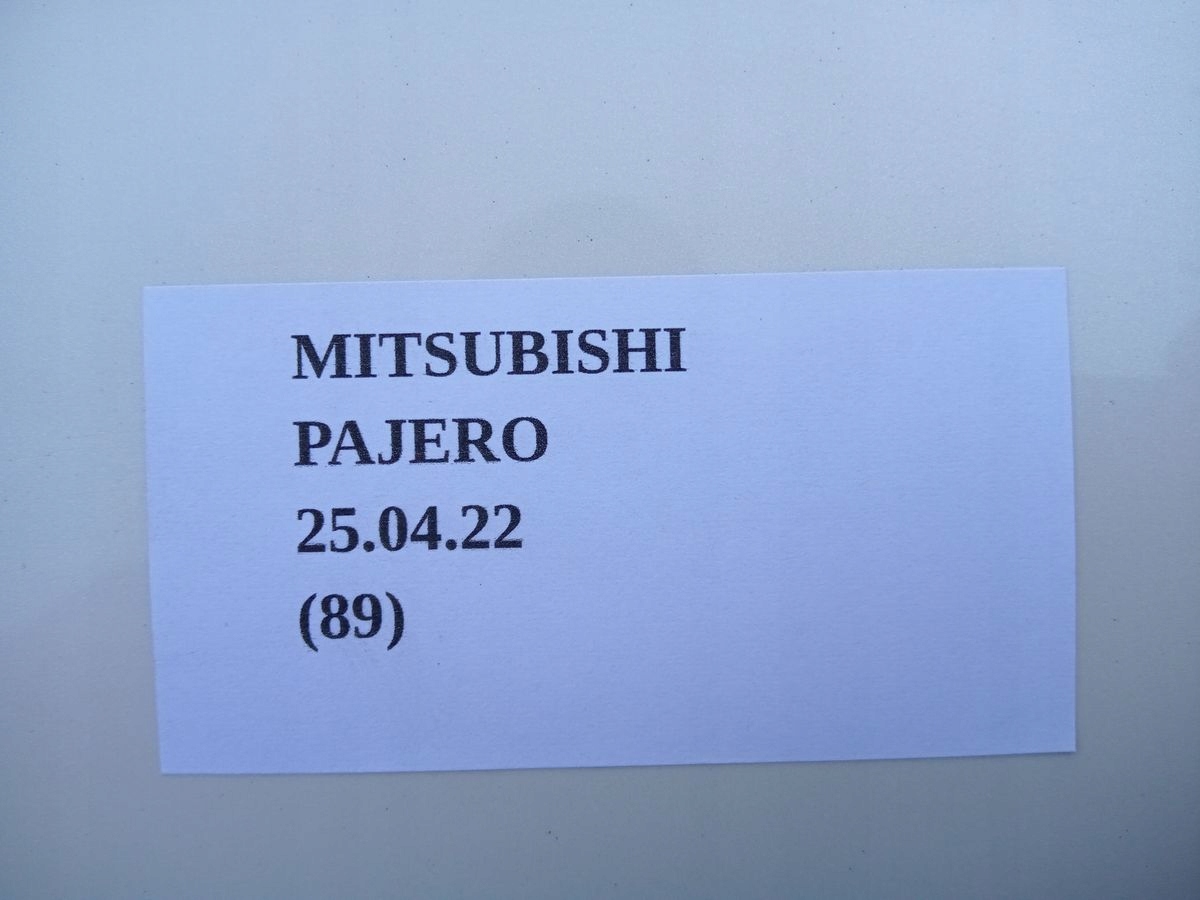 MITSUBISHI
PAJERO
25.04.22
(89)